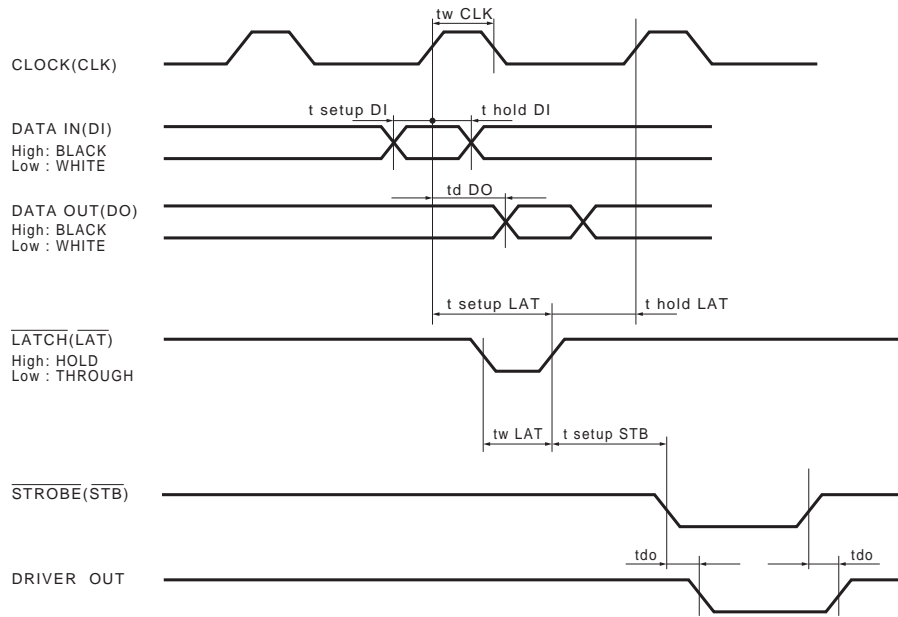 tw CLK
CLOCK(CLK)
t setup DI
t hold DI
DATA IN(DI)
High: BLACK
Low : WHITE
td DO
DATA OUT(DO)
High: BLACK
Low : WHITE
t setup LAT
t hold LAT
LATCH(LAT)
High: HOLD
Low : THROUGH
tw LAT
t setup STB
STROBE(STB)
tdo
tdo
DRIVER OUT